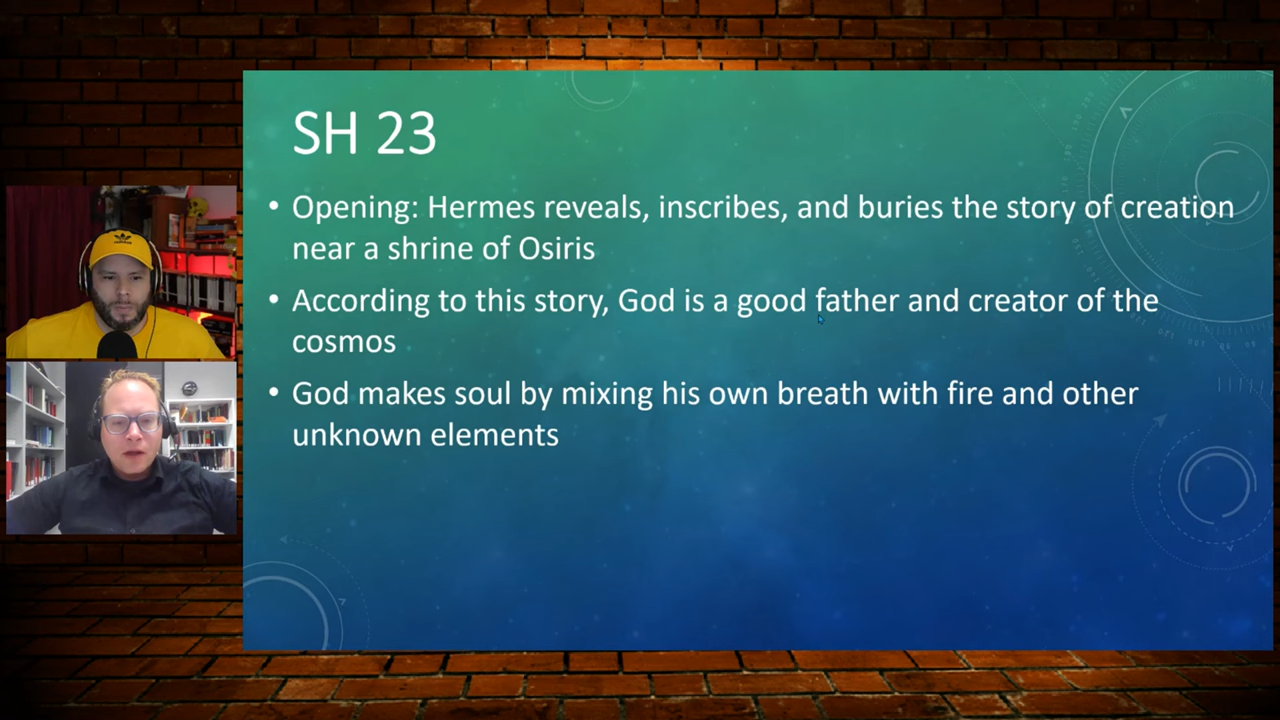 SH 23
• Opening: Hermes reveals, inscribes, and buries the story of creation
near a shrine of Osiris
• According to this story, God is a good father and creator of the
cosmos
• God makes soul by mixing his own breath with fire and other
unknown elements